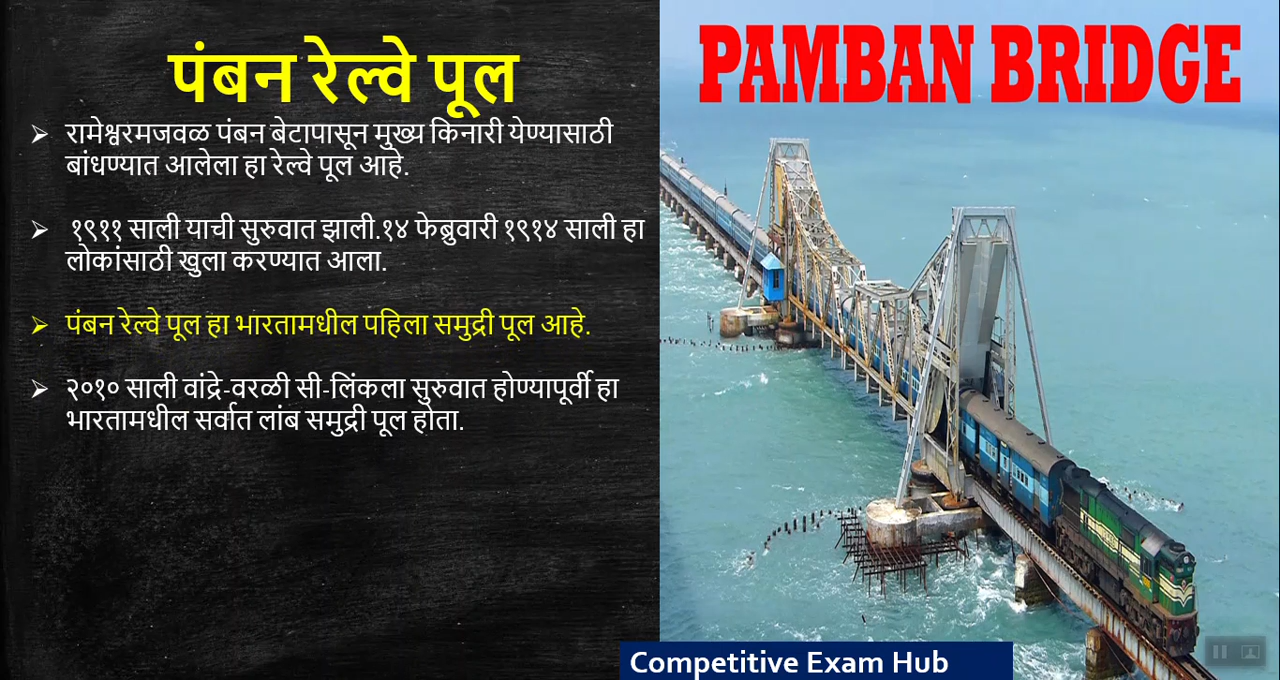 पंबन रेल्वे पूल
PAMBAN BRIDGE
➢ रामेश्वरमजवळ पंबन बेटापासून मुख्य किनारी येण्यासाठी
बांधण्यात आलेला हा रेल्वे पूल आहे.
➢ १९११ साली याची सुरुवात झाली.१४ फेब्रुवारी १९१४ साली हा
लोकांसाठी खुला करण्यात आला.
➢ पंबन रेल्वे पूल हा भारतामधील पहिला समुद्री पूल आहे.
➢ २०१० साली वांद्रे-वरळी सी-लिंकला सुरुवात होण्यापूर्वी हा
भारतामधील सर्वात लांब समुद्री पूल होता.
Competitive Exam Hub